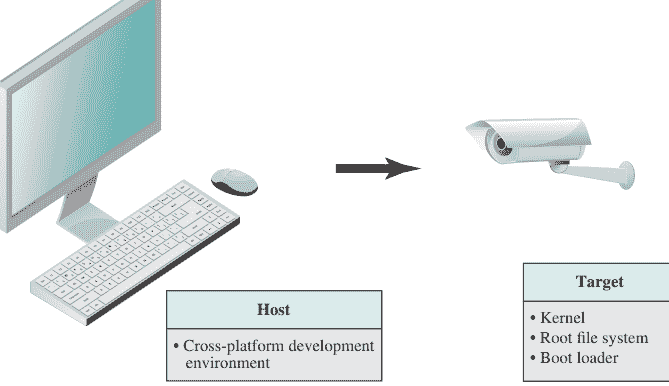 Host
• Cross-platform development
environment
Target
• Kernel
• Root file system
• Boot loader